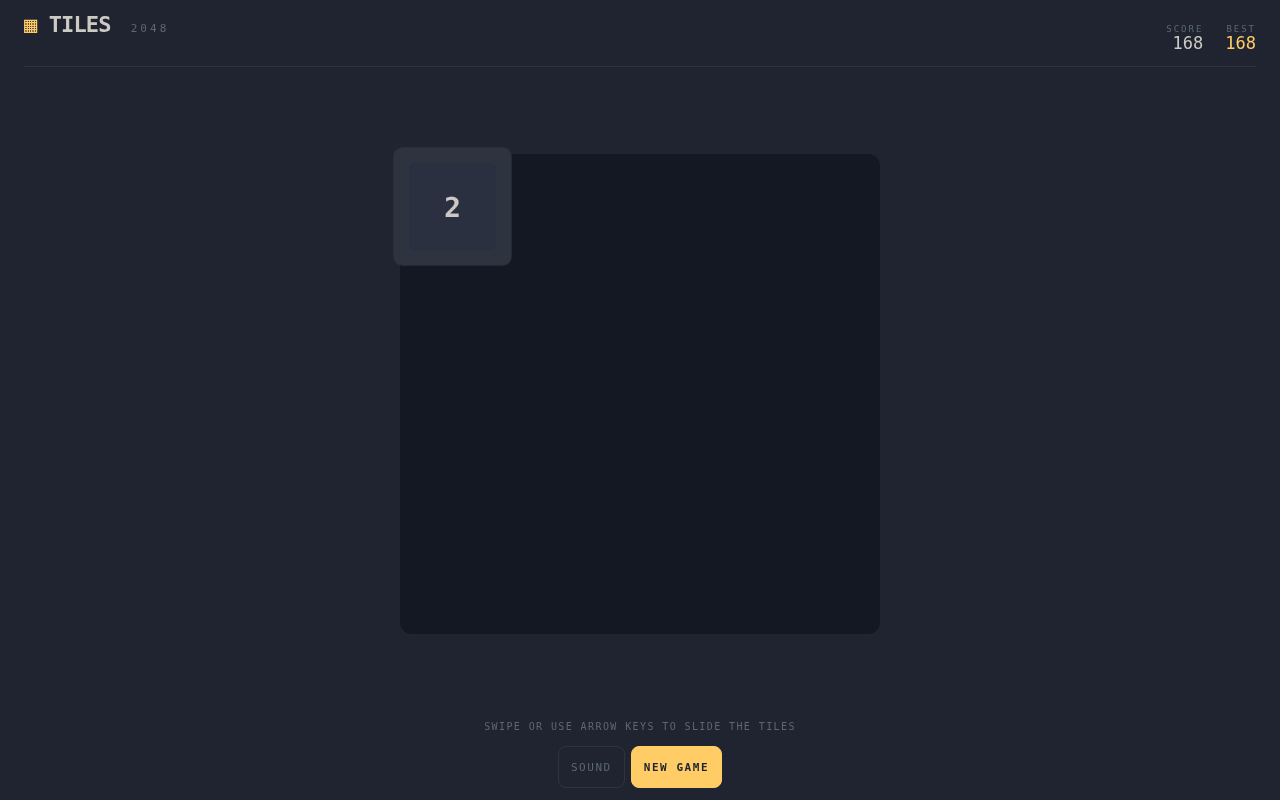 TILES 2048
SCORE BEST
168 168
2
SWIPE OR USE ARROW KEYS TO SLIDE THE TILES
SOUND NEW GAME